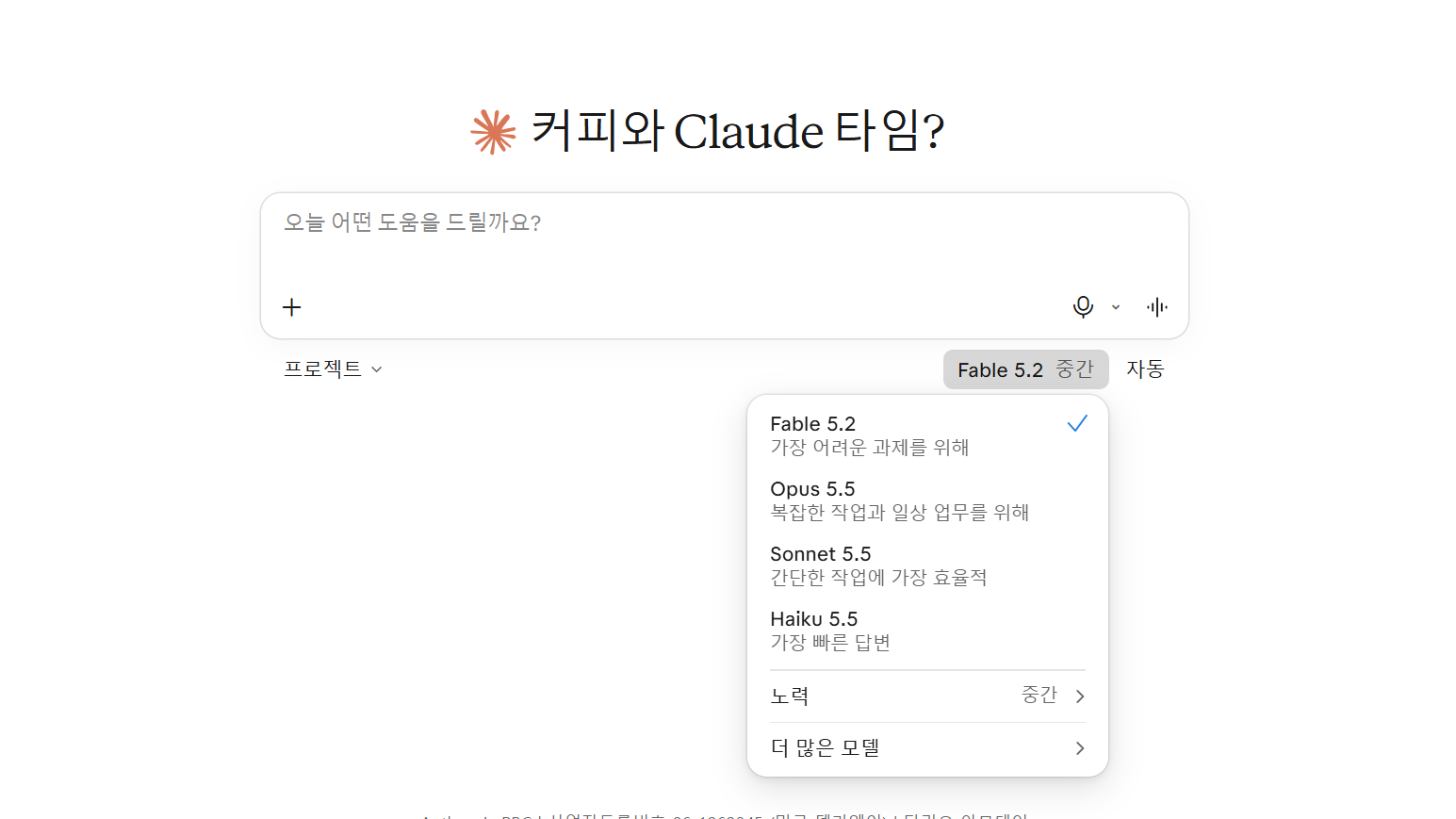 커피와 Claude 타임?
오늘 어떤 도움을 드릴까요?
프로젝트
Fable 5.2 중간 자동
Fable 5.2
가장 어려운 과제를 위해
Opus 5.5
복잡한 작업과 일상 업무를 위해
Sonnet 5.5
간단한 작업에 가장 효율적
Haiku 5.5
가장 빠른 답변
노력 중간
더 많은 모델